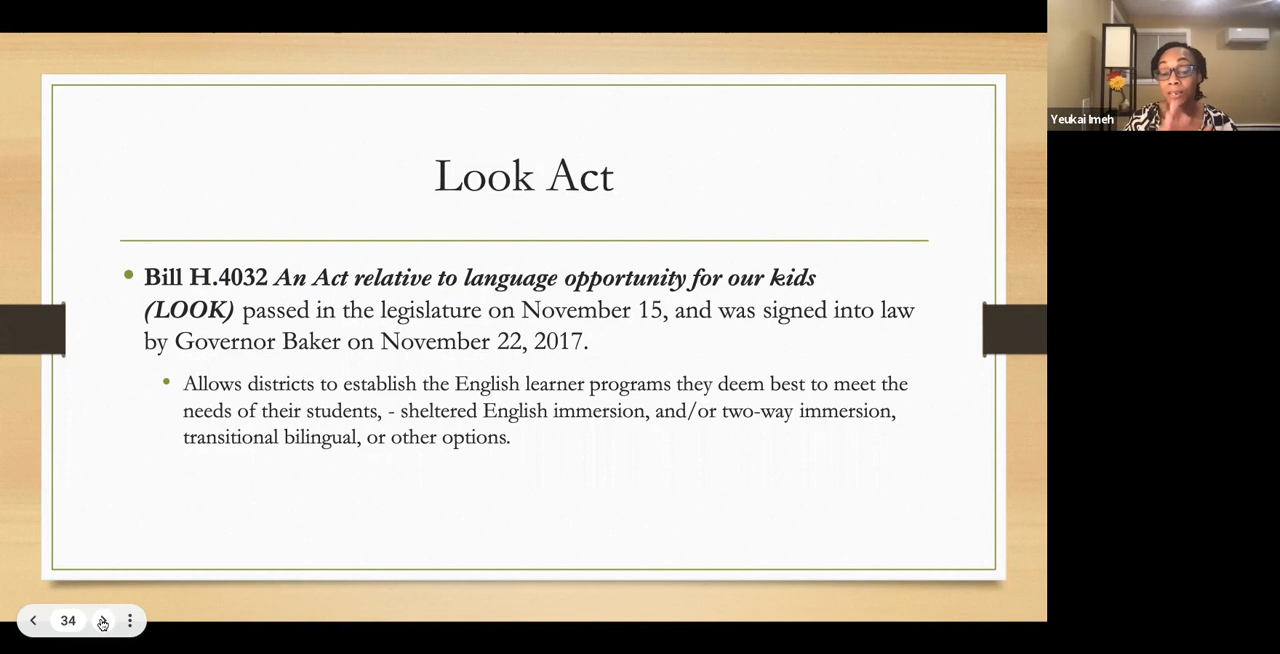 Look Act
Bill H.4032 An Act relative to language opportunity for our kids
(LOOK) passed in the legislature on November 15, and was signed into law
by Governor Baker on November 22, 2017.
Allows districts to establish the English learner programs they deem best to meet the
needs of their students, - sheltered English immersion, and/or two-way immersion,
transitional bilingual, or other options.
Yeukai Imeh
34